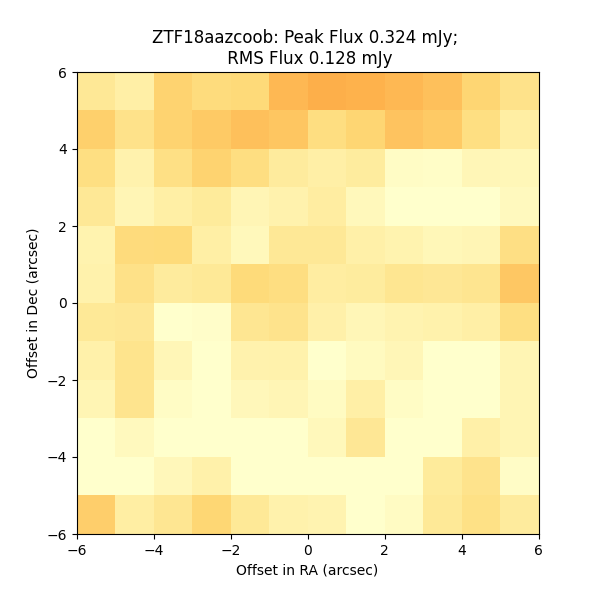 ZTF18aazcoob: Peak Flux 0.324 mJy;
RMS Flux 0.128 mJy
6
4
2
0
−2
−4
−6
Offset in Dec (arcsec)
−6 −4 −2 0 2 4 6
Offset in RA (arcsec)